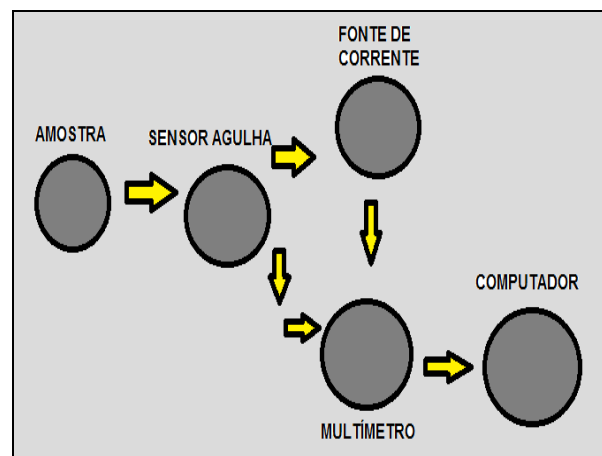 FONTE DE
CORRENTE
AMOSTRA
SENSOR AGULHA
COMPUTADOR
MULTÍMETRO